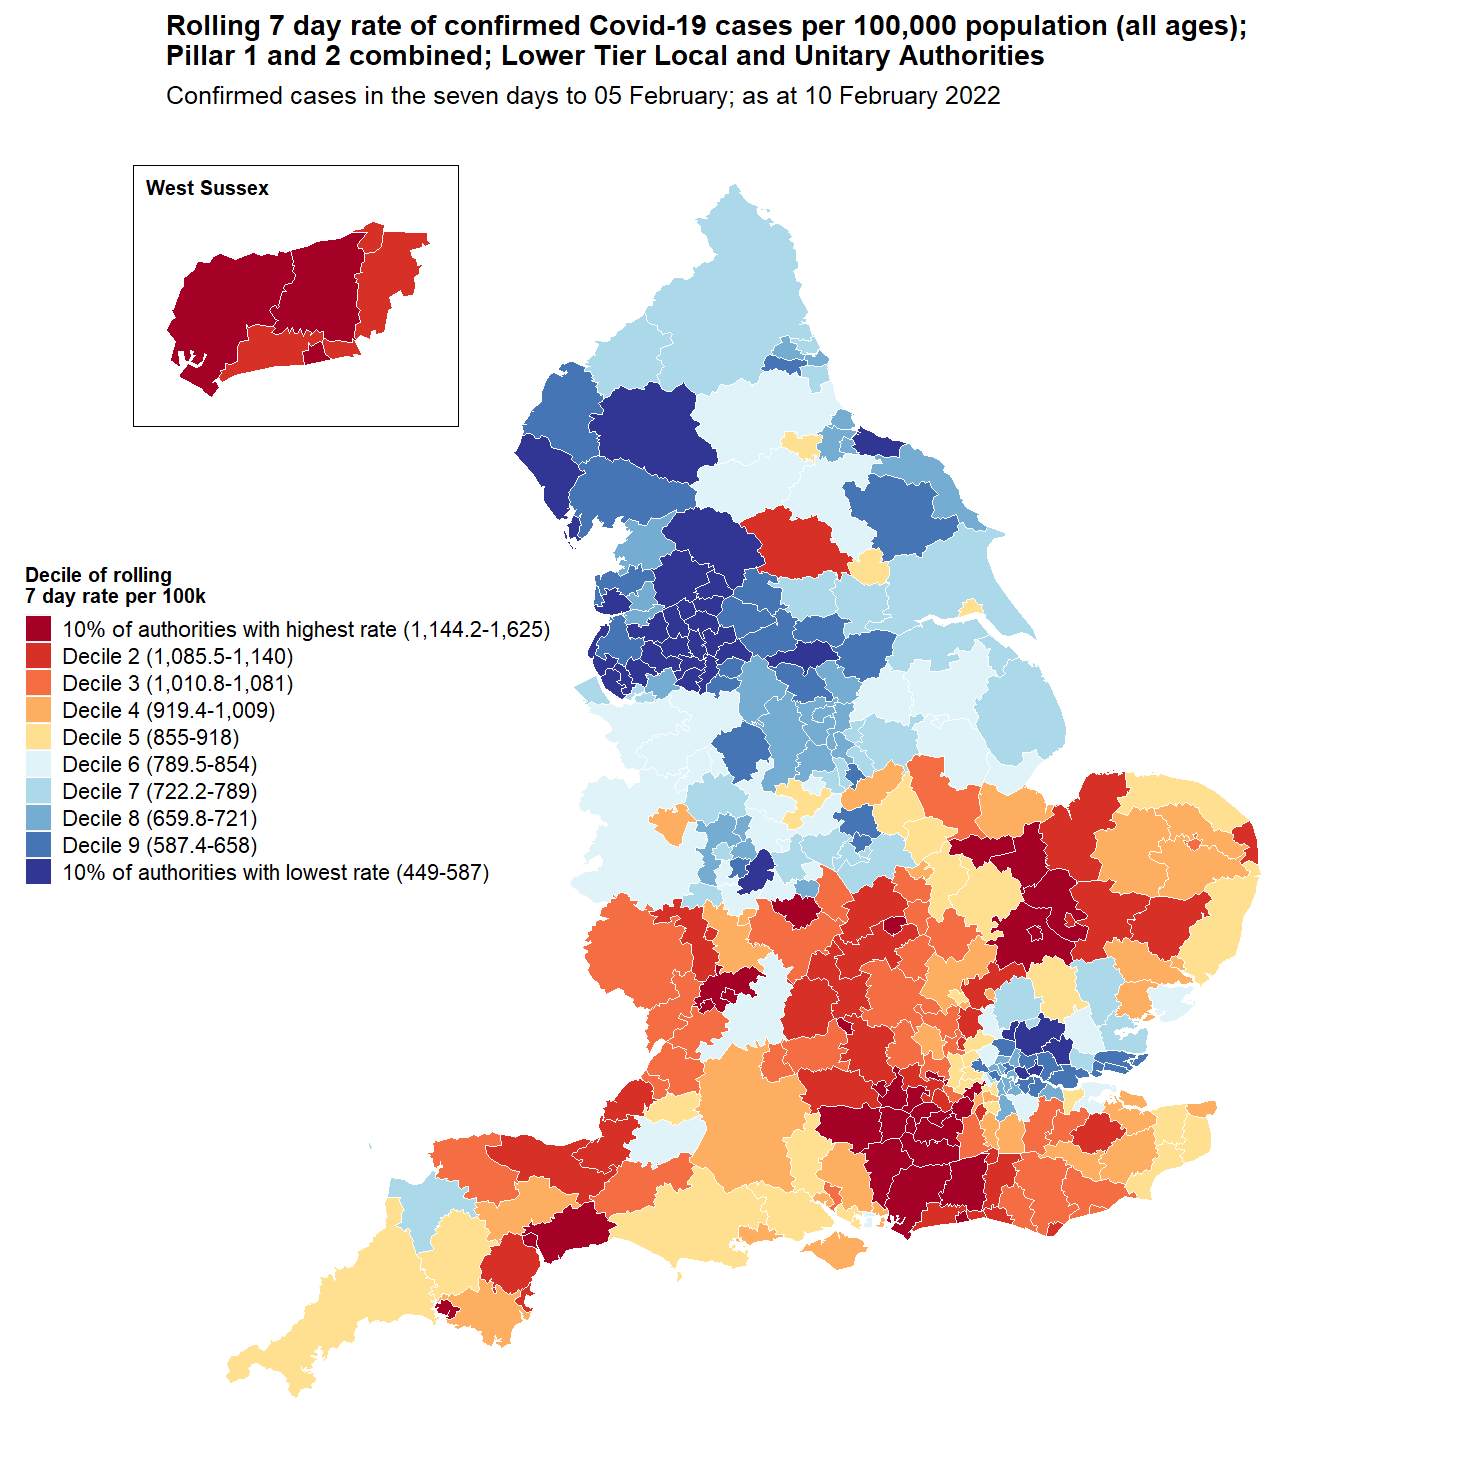 Rolling 7 day rate of confirmed Covid-19 cases per 100,000 population (all ages);
Pillar 1 and 2 combined; Lower Tier Local and Unitary Authorities
Confirmed cases in the seven days to 05 February; as at 10 February 2022
West Sussex
Decile of rolling
7 day rate per 100k
10% of authorities with highest rate (1,144.2-1,625)
Decile 2 (1,085.5-1,140)
Decile 3 (1,010.8-1,081)
Decile 4 (919.4-1,009)
Decile 5 (855-918)
Decile 6 (789.5-854)
Decile 7 (722.2-789)
Decile 8 (659.8-721)
Decile 9 (587.4-658)
10% of authorities with lowest rate (449-587)